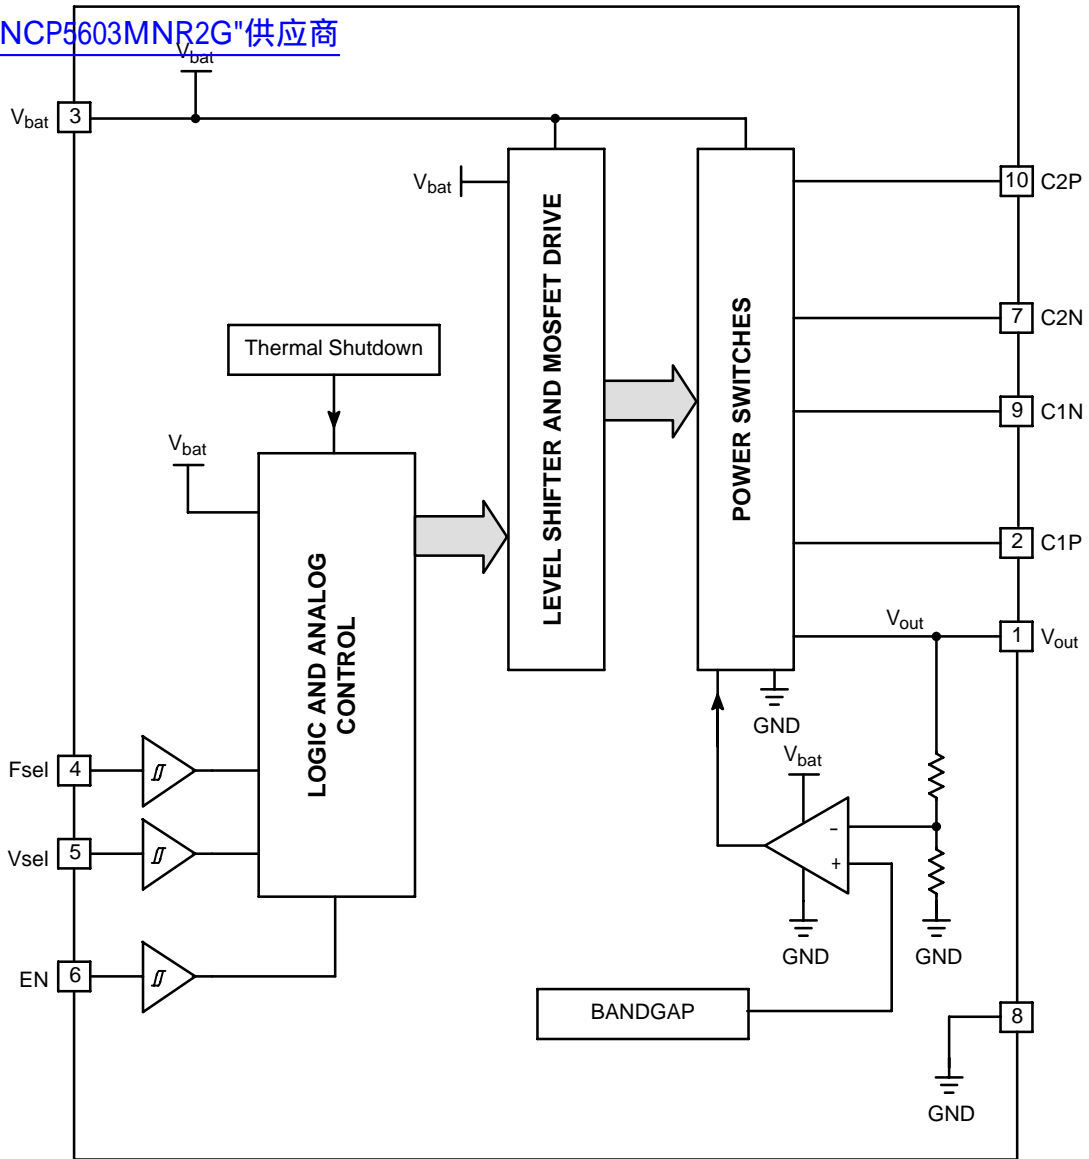 NCP5603MNR2G"供应商
Vbat
Vbat 3
Vbat
10 C2P
7 C2N
9 C1N
2 C1P
Vout
1 Vout
LEVEL SHIFTER AND MOSFET DRIVE
POWER SWITCHES
Thermal Shutdown
Vbat
LOGIC AND ANALOG
CONTROL
GND
Vbat
Fsel 4
Vsel 5
EN 6
-
+
GND
GND
BANDGAP
8
GND